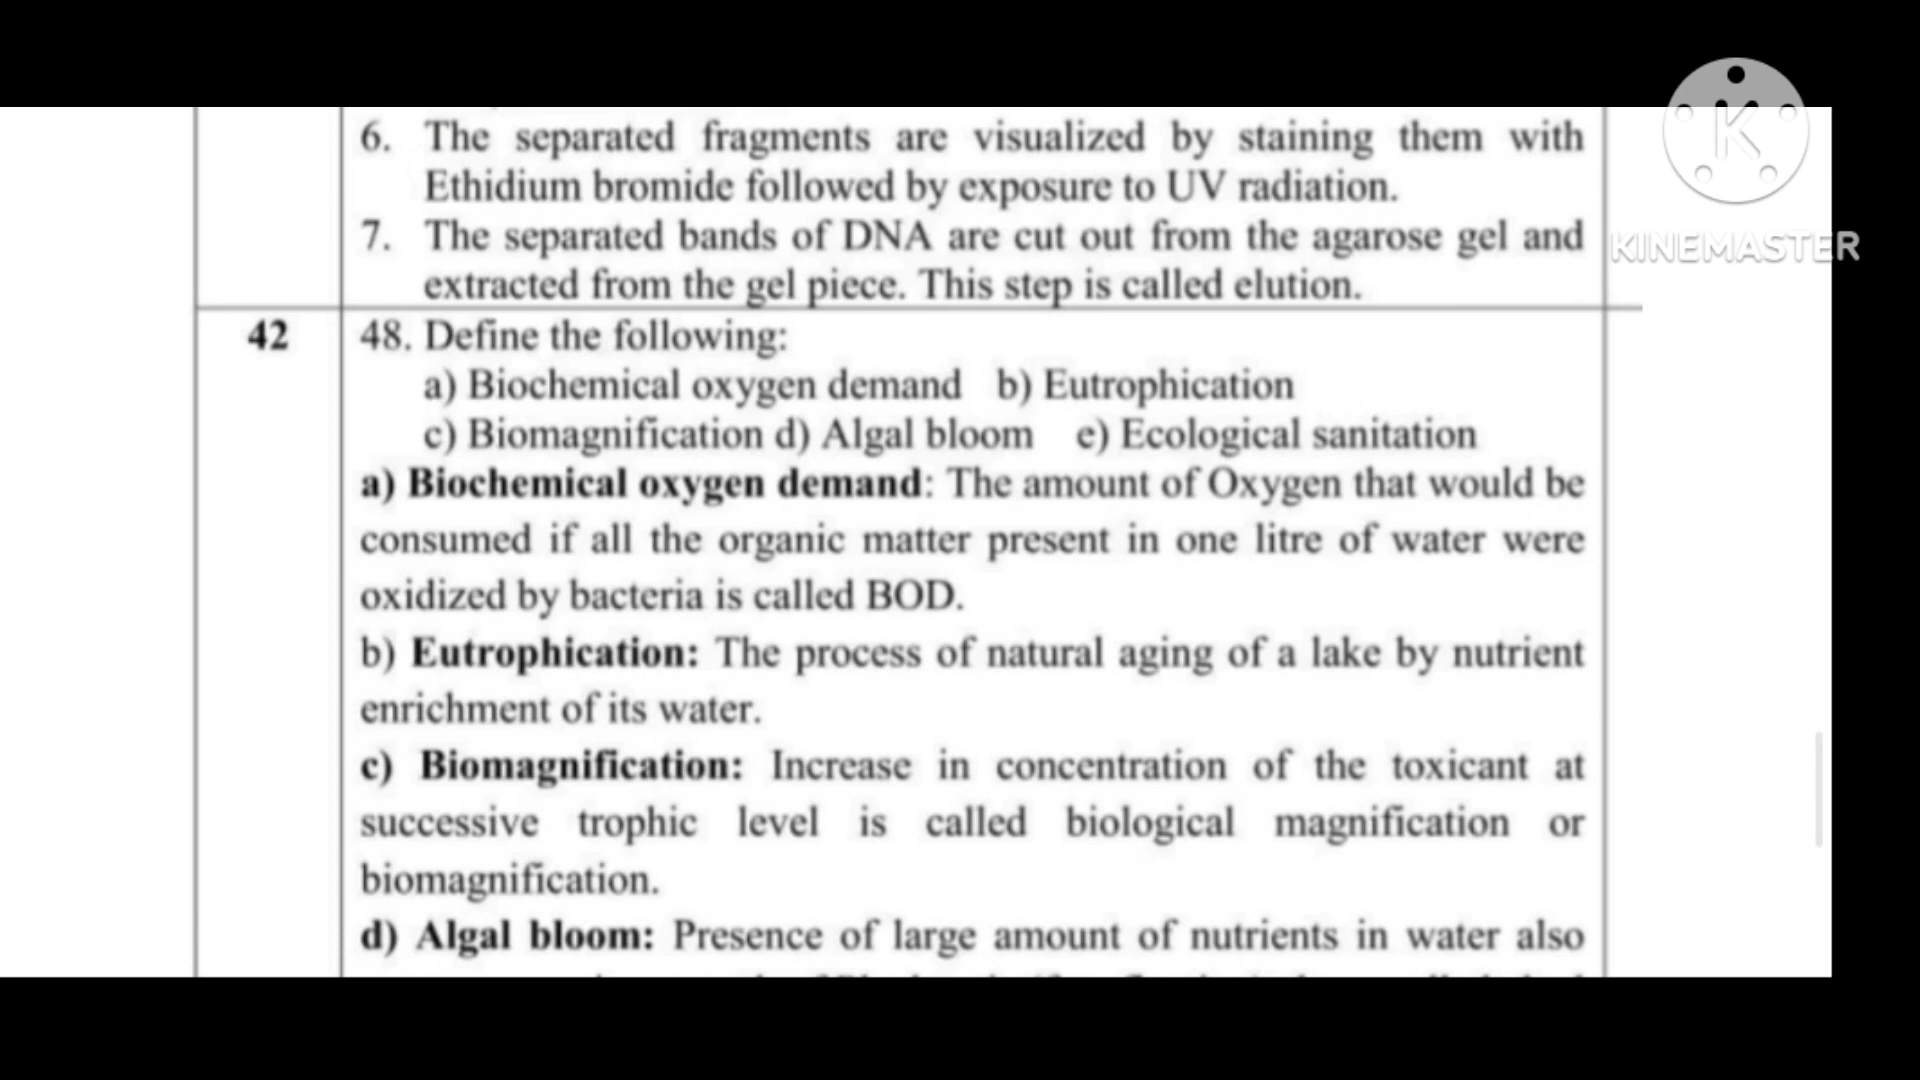 6. The separated fragments are visualized by staining them with
Ethidium bromide followed by exposure to UV radiation.
7. The separated bands of DNA are cut out from the agarose gel and
extracted from the gel piece. This step is called elution.
42 48. Define the following:
a) Biochemical oxygen demand b) Eutrophication
c) Biomagnification d) Algal bloom e) Ecological sanitation
a) Biochemical oxygen demand: The amount of Oxygen that would be
consumed if all the organic matter present in one litre of water were
oxidized by bacteria is called BOD.
b) Eutrophication: The process of natural aging of a lake by nutrient
enrichment of its water.
c) Biomagnification: Increase in concentration of the toxicant at
successive trophic level is called biological magnification or
biomagnification.
d) Algal bloom: Presence of large amount of nutrients in water also
K
KINEMASTER